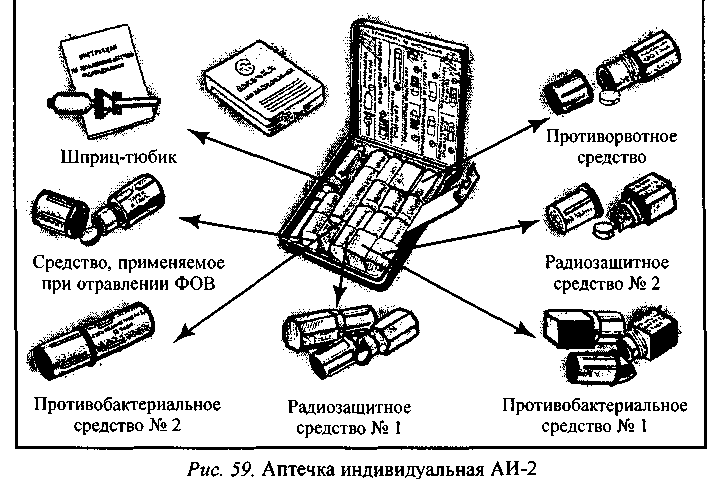 ИНСТРУКЦИЯ
Шприц-тюбик
Противорвотное
средство
Средство, применяемое
при отравлении ФОВ
Радиозащитное
средство № 2
Противобактериальное
средство № 2
Радиозащитное
средство № 1
Противобактериальное
средство № 1
Рис. 59. Аптечка индивидуальная АИ-2